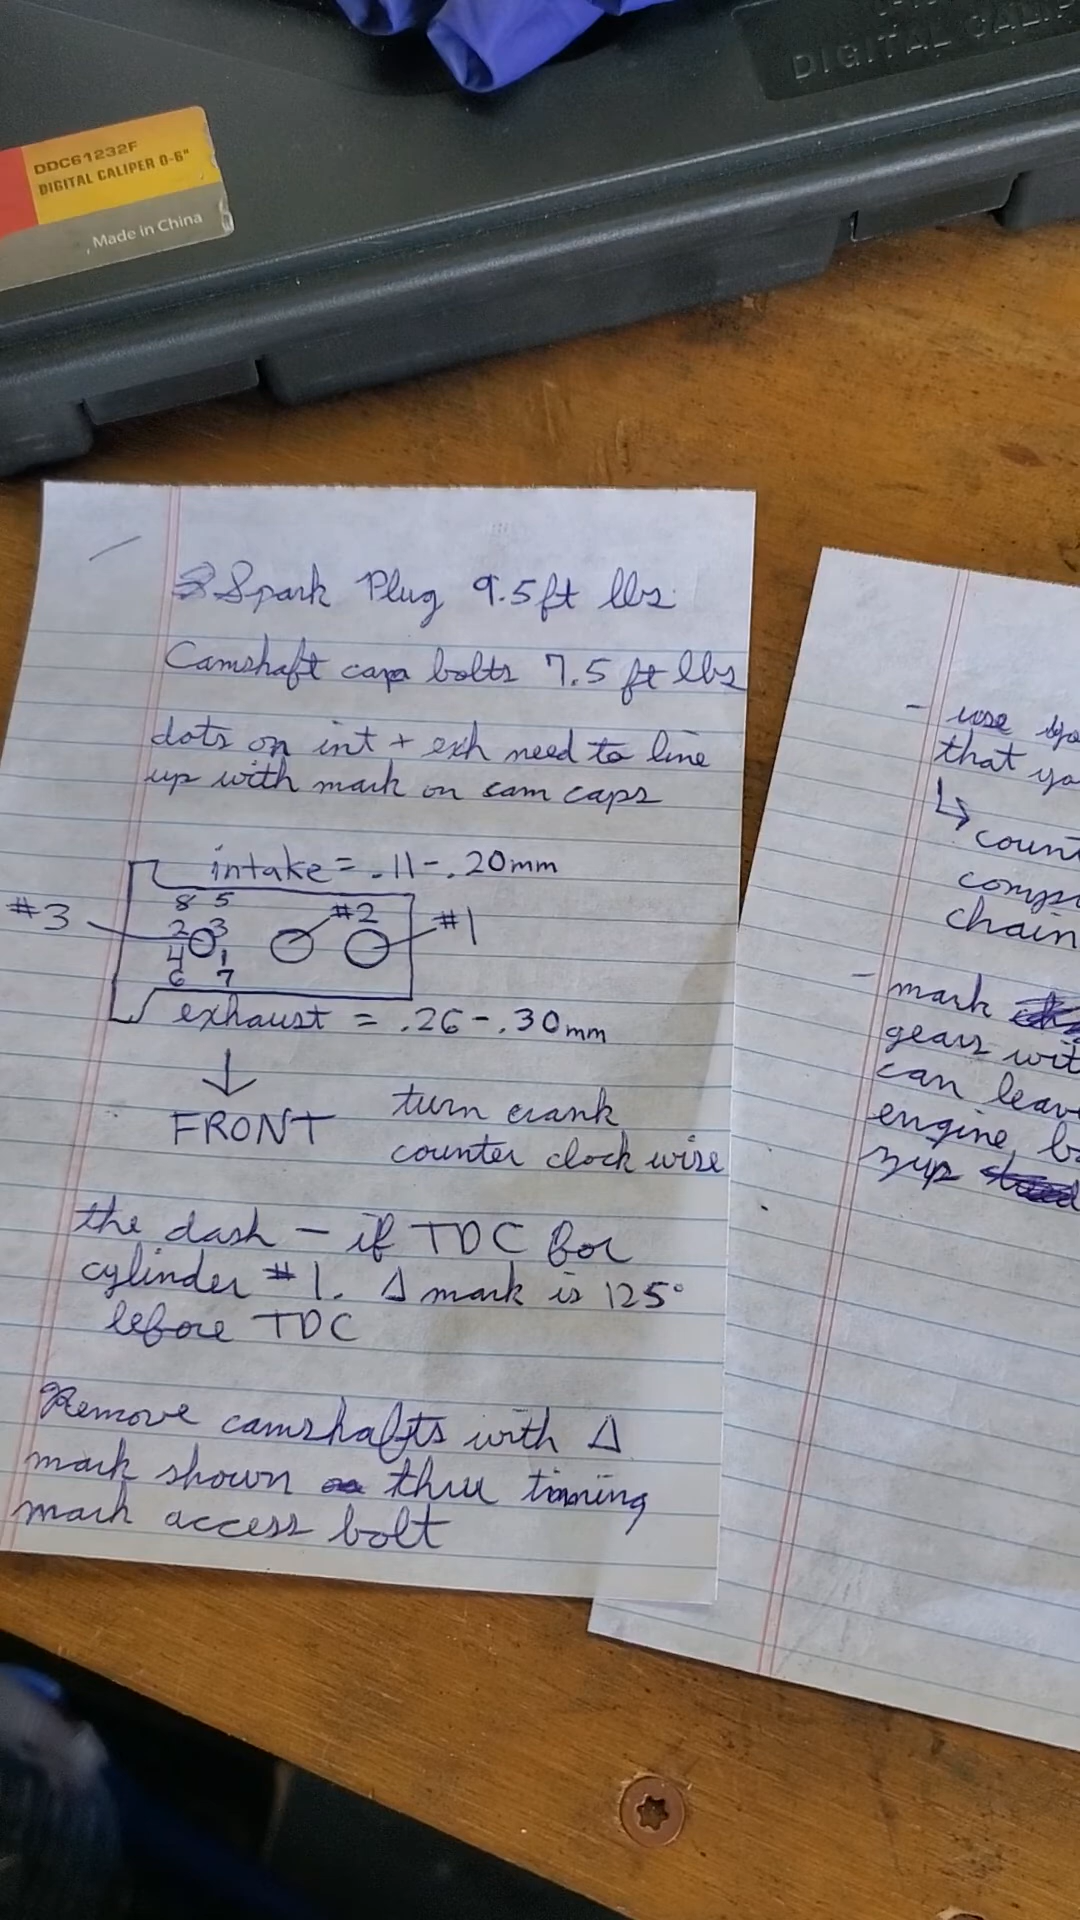 DIGITAL CALIP
DDC61232F
DIGITAL CALIPER 0-6"
Made in China
Spark Plug 9.5 ft lbs.
Camshaft cap bolts 7.5 ft lbs
dots on int + exh need to line
up with mark on cam caps
intake = .11 - .20mm
8 5
#3 2 3 #2 #1
4 1
6 7
exhaust = .26 - .30mm
↓
FRONT
turn crank
counter clock wise
the dash - if TDC for
cylinder #1. Δ mark is 125°
before TDC
Remove camshafts with Δ
mark shown thru timing
mark access bolt
- use
that yo
↳ count
comp
chain
- mark
gears wit
can leave
engine, b
zip